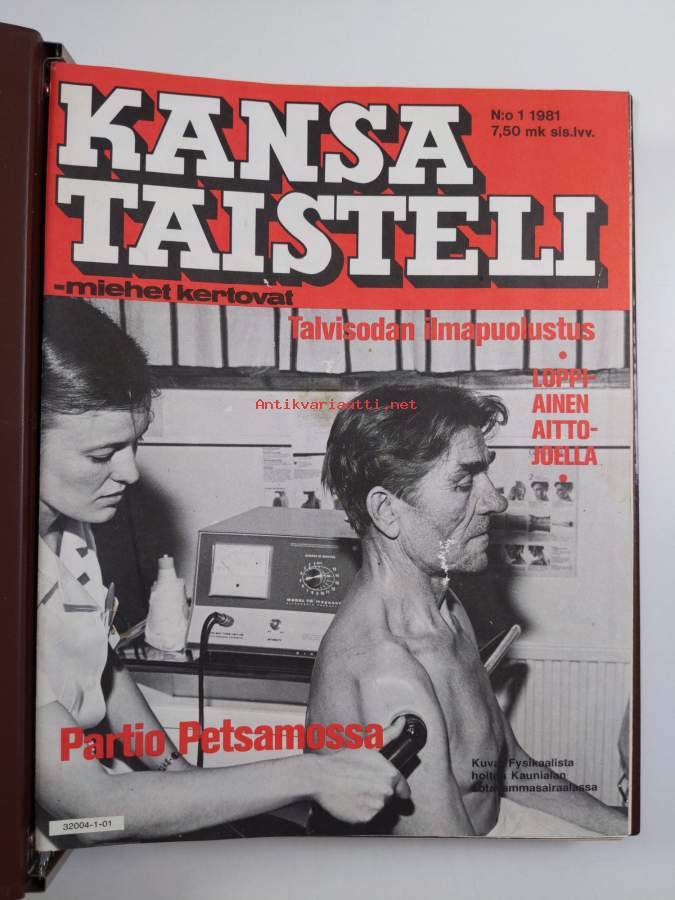 KANSA
TAISTELI
-miehet kertovat
N:o 1 1981
7,50 mk sis.lvv.
Talvisodan ilmapuolustus
•
LOPPI-
AINEN
AITTO-
JOELLA
•
Antikvariautti.net
Partio Petsamossa
Kuva: Fysikaalista
hoitoa Kaunialan
sotavammasairaalassa
32004-1-01